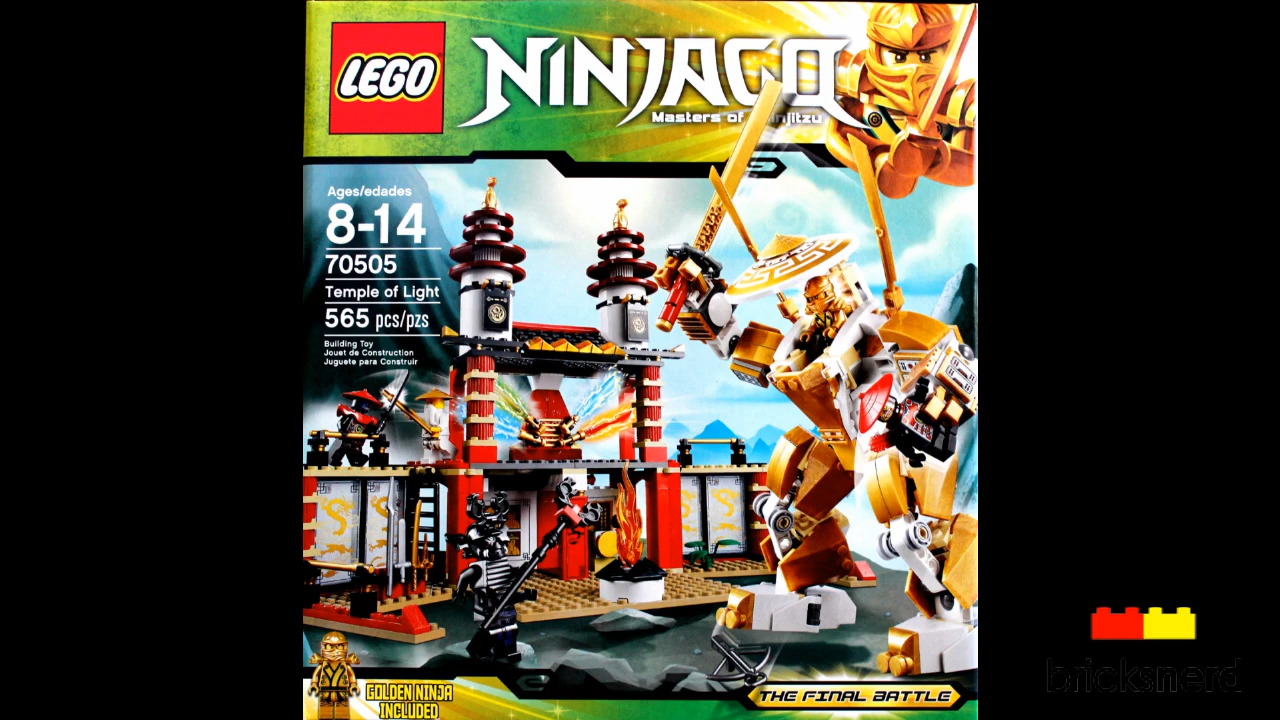 LEGO
NINJAGO
Masters of Spinjitzu
Ages/edades
8-14
70505
Temple of Light
565 pcs/pzs
Building Toy
Jouet de Construction
Juguete para Construir
GOLDEN NINJA
INCLUDED
THE FINAL BATTLE
bricksnerd